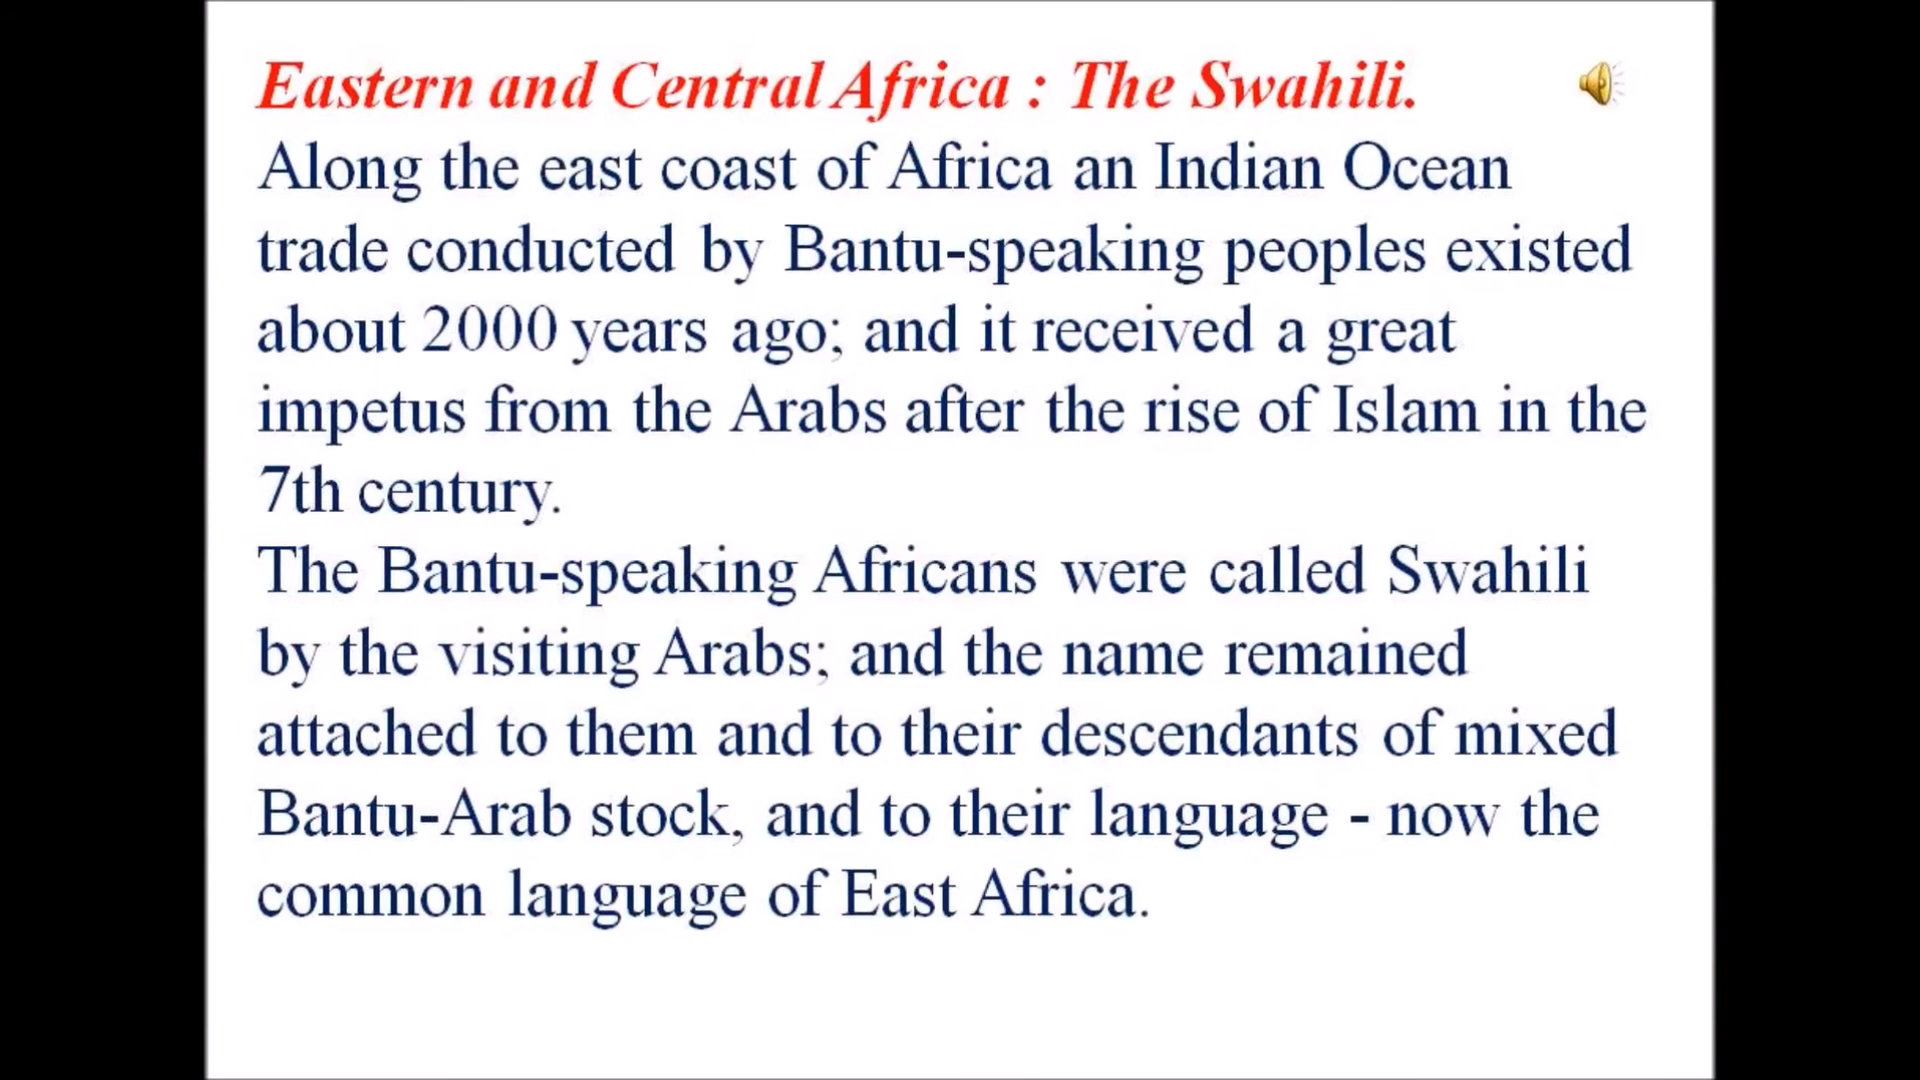 Eastern and Central Africa : The Swahili.
Along the east coast of Africa an Indian Ocean
trade conducted by Bantu-speaking peoples existed
about 2000 years ago; and it received a great
impetus from the Arabs after the rise of Islam in the
7th century.
The Bantu-speaking Africans were called Swahili
by the visiting Arabs; and the name remained
attached to them and to their descendants of mixed
Bantu-Arab stock, and to their language - now the
common language of East Africa.